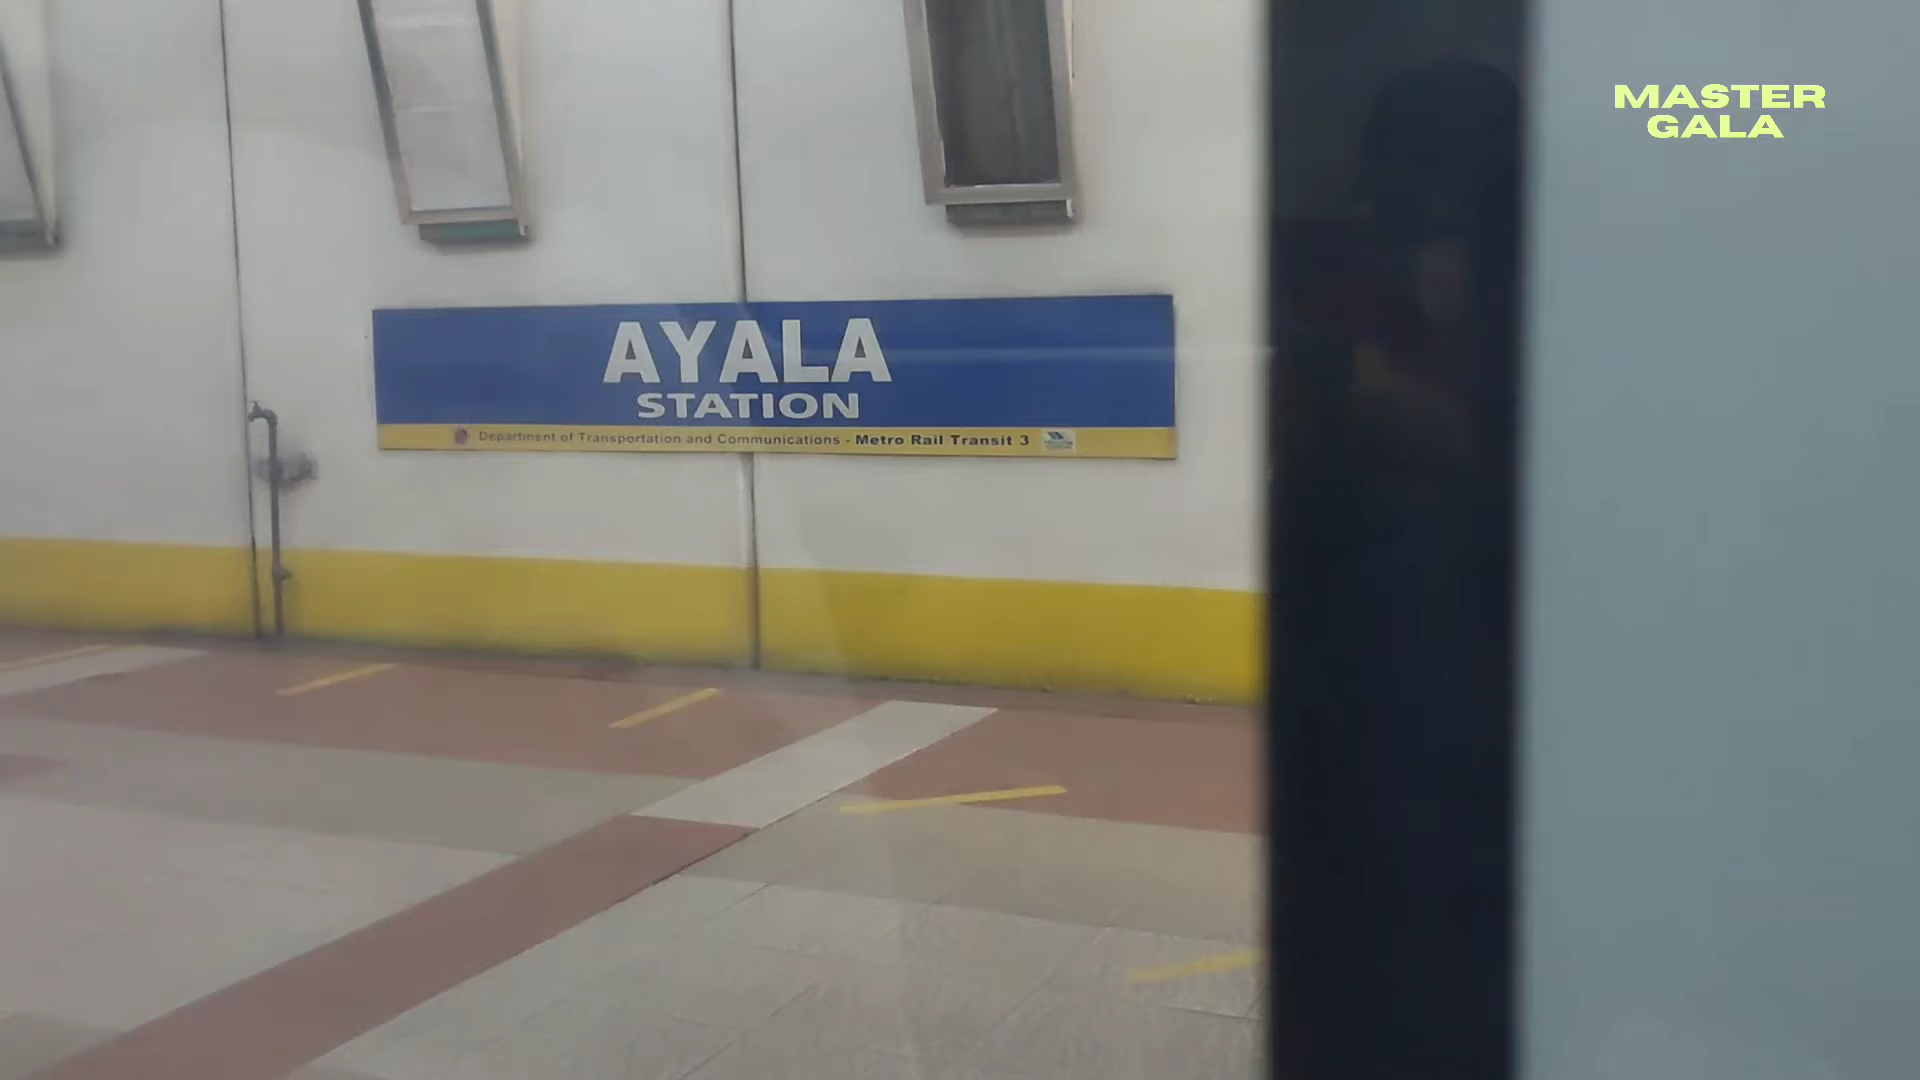 MASTER
GALA
AYALA
STATION
Department of Transportation and Communications - Metro Rail Transit 3